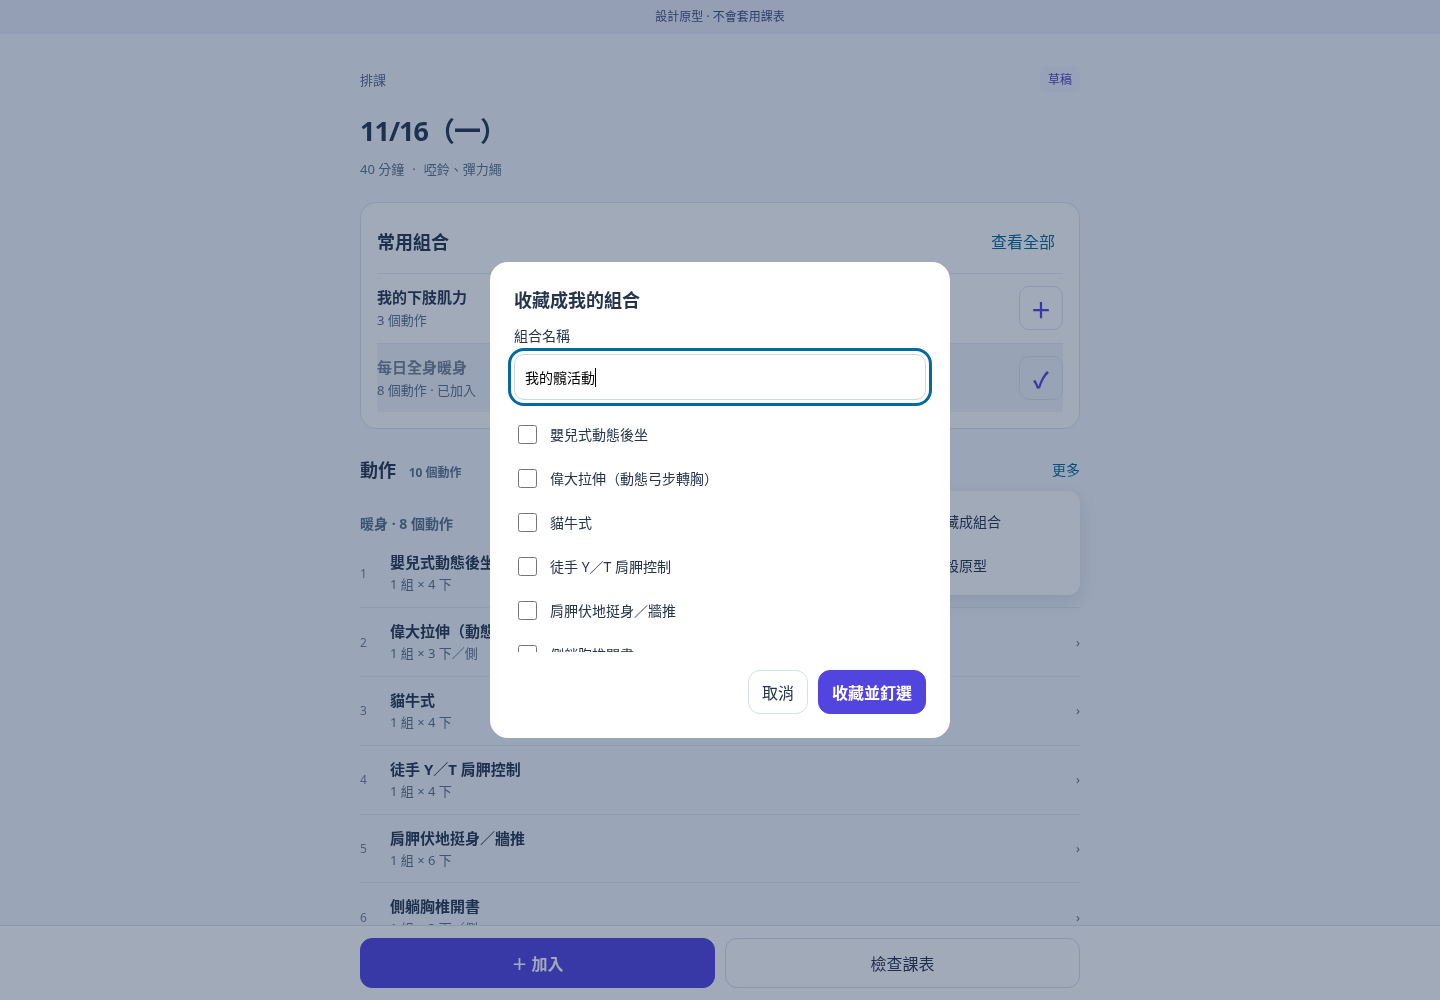 設計原型 · 不會套用課表
排課
草稿
11/16（一）
40 分鐘 · 啞鈴、彈力繩
常用組合
查看全部
我的下肢肌力
3 個動作
＋
每日全身暖身
8 個動作 · 已加入
✓
動作 10 個動作
更多
藏成組合
設原型
暖身 · 8 個動作
1 嬰兒式動態後坐
1 組 × 4 下
2 偉大拉伸（動態
1 組 × 3 下／側
›
3 貓牛式
1 組 × 4 下
›
4 徒手 Y／T 肩胛控制
1 組 × 4 下
›
5 肩胛伏地挺身／牆推
1 組 × 6 下
›
6 側躺胸椎開書
›
收藏成我的組合
組合名稱
我的髖活動
嬰兒式動態後坐
偉大拉伸（動態弓步轉胸）
貓牛式
徒手 Y／T 肩胛控制
肩胛伏地挺身／牆推
側躺胸椎開書
取消
收藏並釘選
＋ 加入
檢查課表